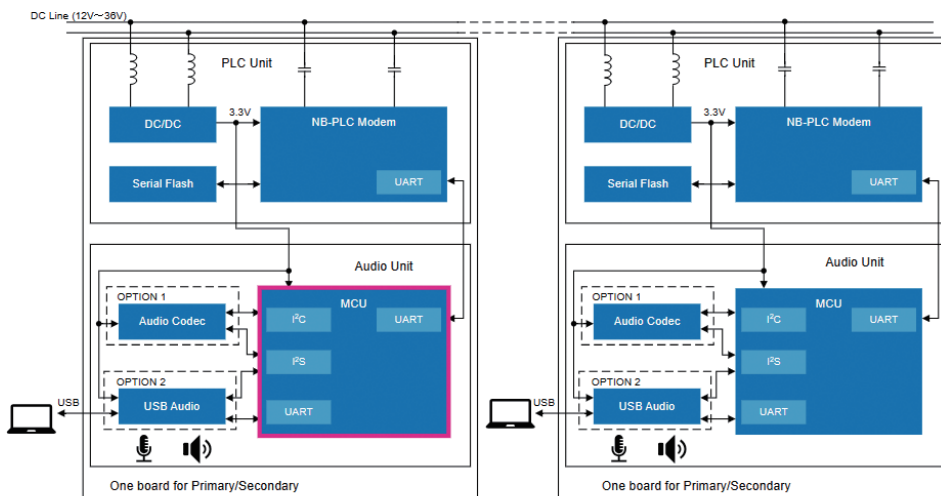 DC Line (12V～36V)
PLC Unit
3.3V
DC/DC
NB-PLC Modem
Serial Flash
UART
Audio Unit
OPTION 1
Audio Codec
MCU
I²C
UART
I²S
OPTION 2
USB
USB Audio
UART
One board for Primary/Secondary
PLC Unit
3.3V
DC/DC
NB-PLC Modem
Serial Flash
UART
Audio Unit
OPTION 1
Audio Codec
MCU
I²C
UART
I²S
OPTION 2
USB
USB Audio
UART
One board for Primary/Secondary